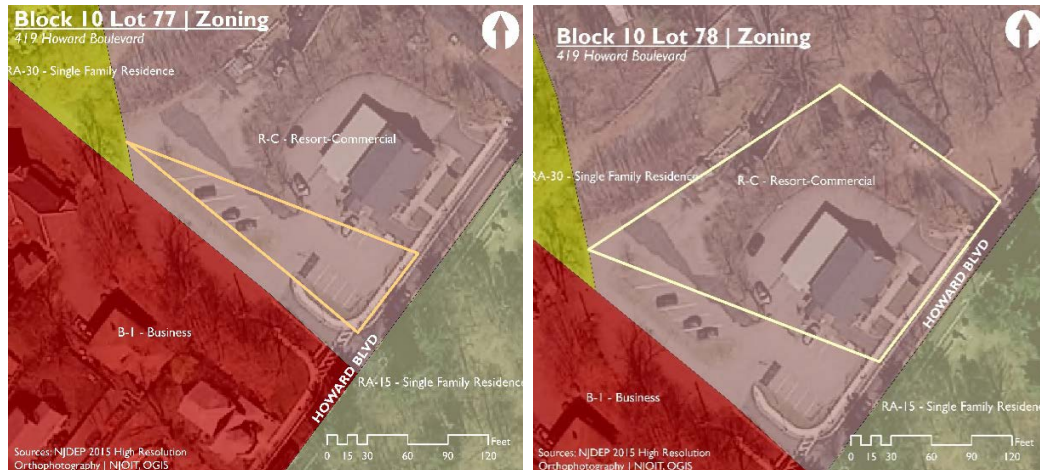 Block 10 Lot 77 | Zoning
419 Howard Boulevard
RA-30 - Single Family Residence
R-C - Resort-Commercial
B-1 - Business
HOWARD BLVD
RA-15 - Single Family Residence
0 15 30 60 90 120
Feet
Sources: NJDEP 2015 High Resolution
Orthophotography | NJOIT, OGIS
Block 10 Lot 78 | Zoning
419 Howard Boulevard
RA-30 - Single Family Residence
R-C - Resort-Commercial
HOWARD BLVD
B-1 - Business
RA-15 - Single Family Residence
Feet
0 15 30 60 90 120
Sources: NJDEP 2015 High Resolution
Orthophotography | NJOIT, OGIS